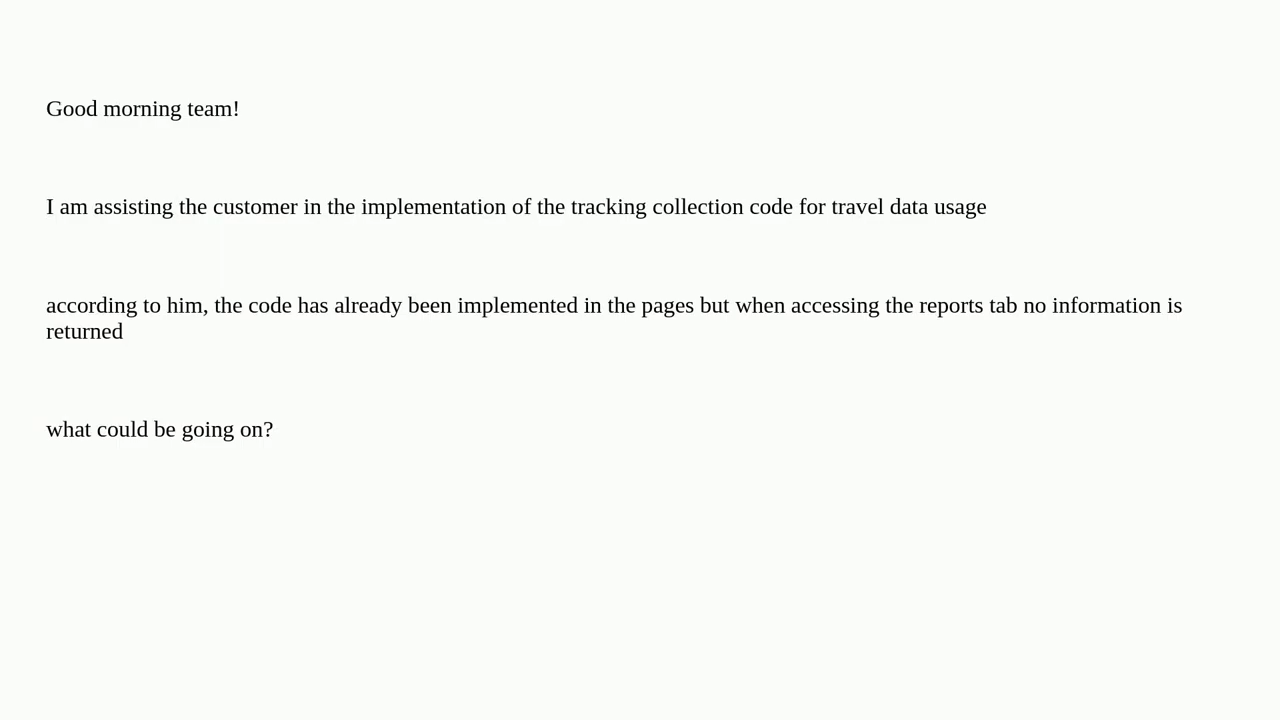 Good morning team!
I am assisting the customer in the implementation of the tracking collection code for travel data usage
according to him, the code has already been implemented in the pages but when accessing the reports tab no information is
returned
what could be going on?